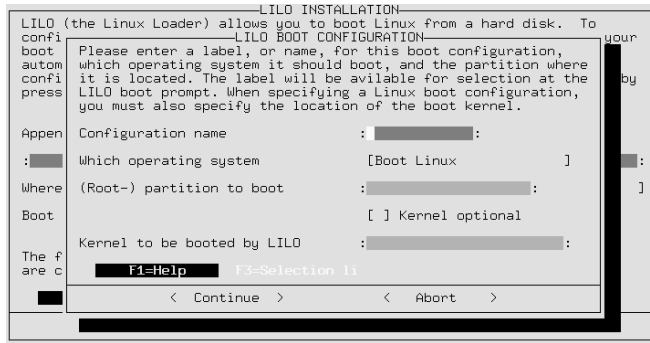 LILO INSTALLATION
LILO (the Linux Loader) allows you to boot Linux from a hard disk. To
confi
LILO BOOT CONFIGURATION
your
boot
Please enter a label, or name, for this boot configuration,
autom
which operating system it should boot, and the partition where
confi
it is located. The label will be avilable for selection at the
by
press
LILO boot prompt. When specifying a Linux boot configuration,
you must also specify the location of the boot kernel.
Appen
Configuration name : :
: Which operating system [Boot Linux ] :
Where
(Root-) partition to boot : : ]
Boot
[ ] Kernel optional
Kernel to be booted by LILO : :
The f
are c
F1=Help F3=Selection li
< Continue > < Abort >